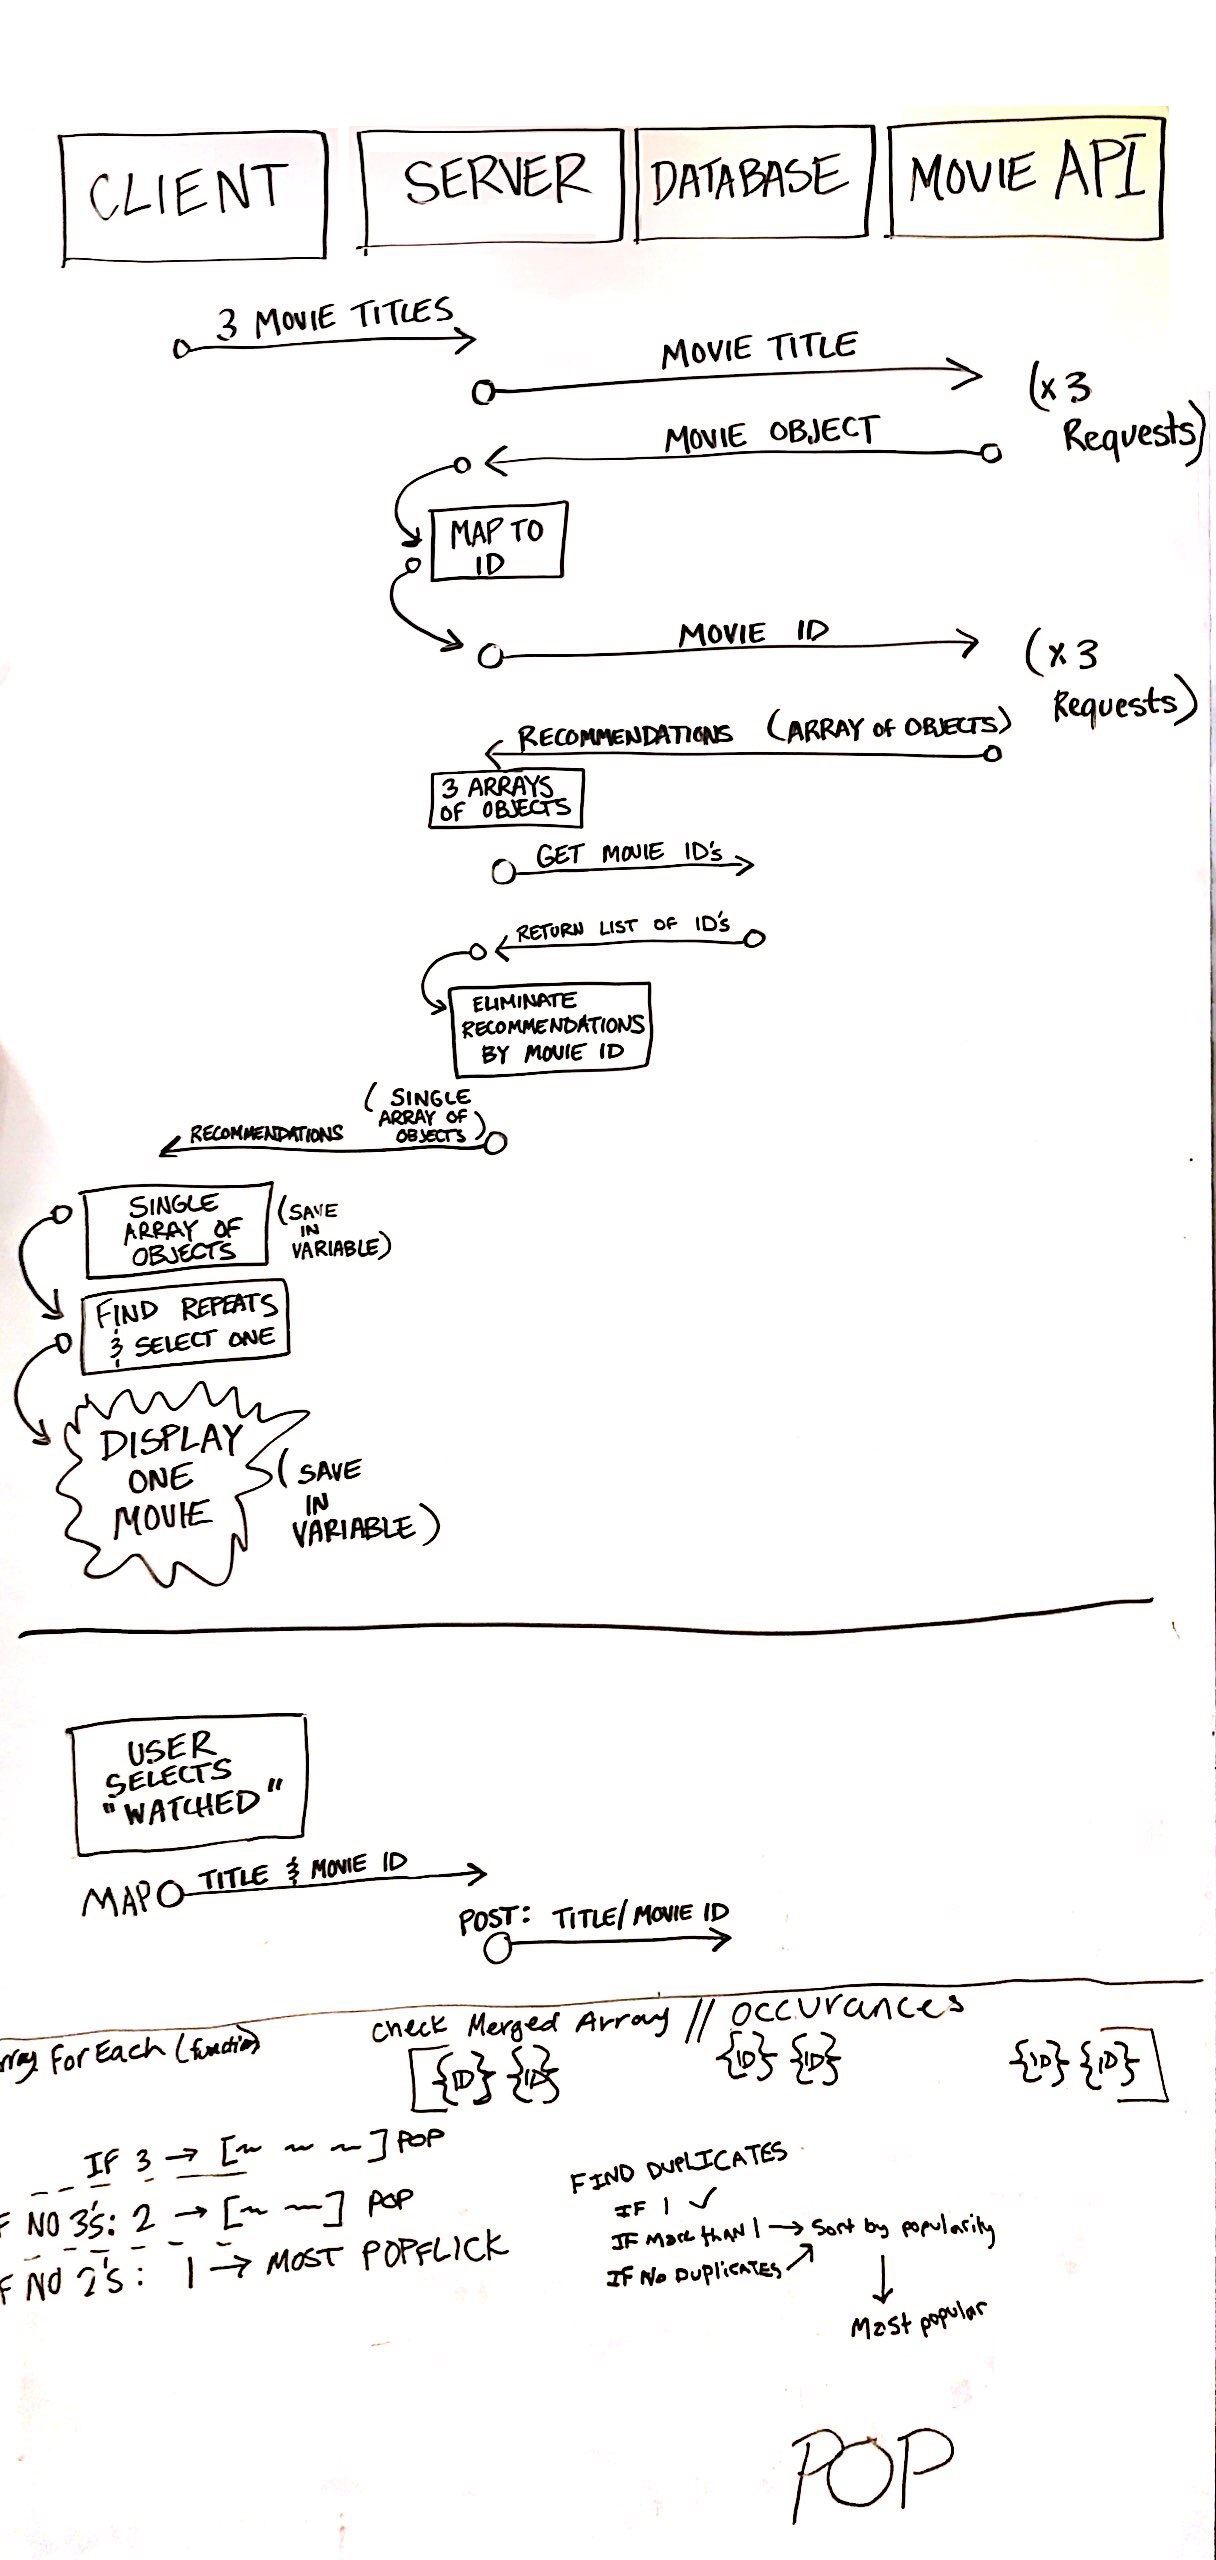 CLIENT
SERVER
DATABASE
MOVIE API
3 MOVIE TITLES
MOVIE TITLE
(x 3
Requests)
MOVIE OBJECT
MAP TO
ID
MOVIE ID
(x 3
Requests)
RECOMMENDATIONS (ARRAY OF OBJECTS)
3 ARRAYS
OF OBJECTS
GET MOVIE ID's
RETURN LIST OF ID's
ELIMINATE
RECOMMENDATIONS
BY MOVIE ID
RECOMMENDATIONS
(SINGLE
ARRAY OF
OBJECTS)
SINGLE
ARRAY OF
OBJECTS
(SAVE
IN
VARIABLE)
FIND REPEATS
& SELECT ONE
DISPLAY
ONE
MOVIE
(SAVE
IN
VARIABLE)
USER
SELECTS
"WATCHED"
MAP
TITLE & MOVIE ID
POST: TITLE/MOVIE ID
rray ForEach (function)
check Merged Array // occurances
[{ID} {ID} {ID} {ID} {ID} {ID}]
IF 3 → [~ ~ ~] POP
F NO 3's: 2 → [~ ~] POP
F NO 2's: 1 → MOST POPFLICK
FIND DUPLICATES
IF 1 ✓
IF More than 1 → Sort by popularity
IF No Duplicates ↗
↓
Most popular
POP